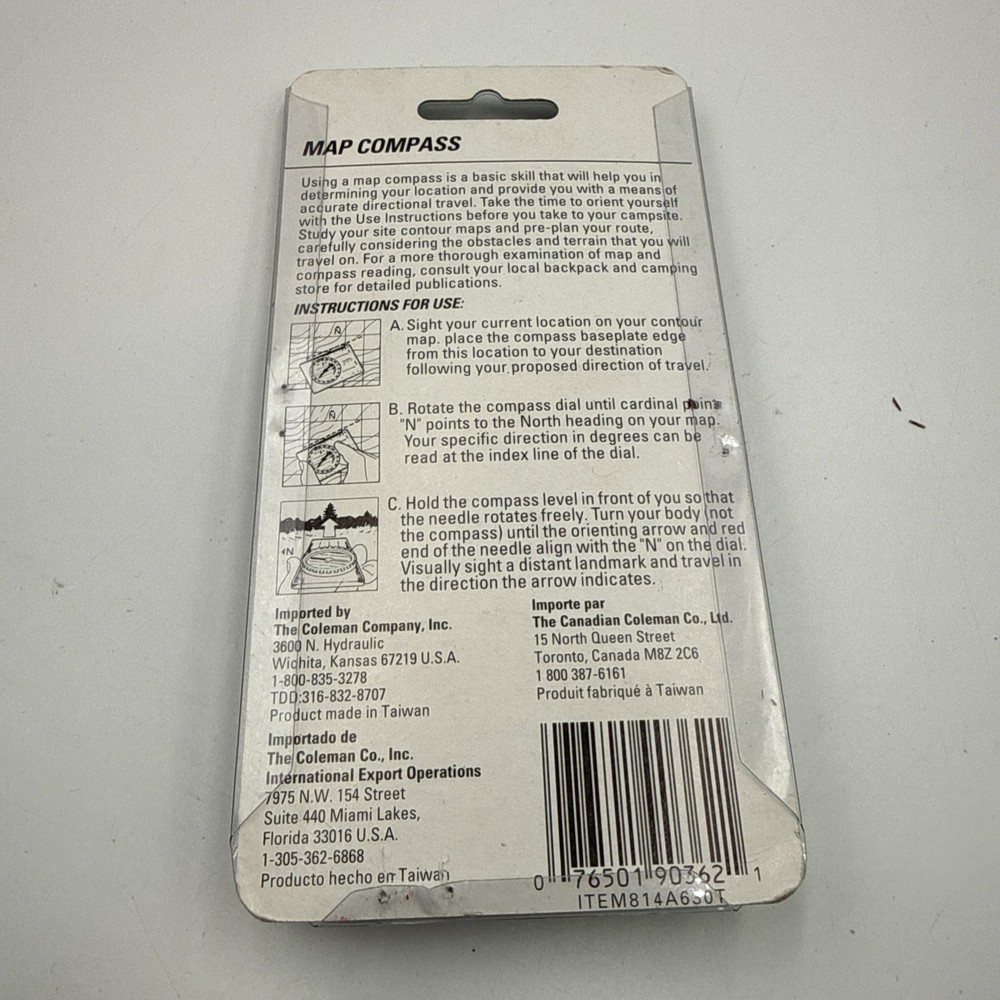 MAP COMPASS
Using a map compass is a basic skill that will help you in
determining your location and provide you with a means of
accurate directional travel. Take the time to orient yourself
with the Use Instructions before you take to your campsite.
Study your site contour maps and pre-plan your route,
carefully considering the obstacles and terrain that you will
travel on. For a more thorough examination of map and
compass reading, consult your local backpack and camping
store for detailed publications.
INSTRUCTIONS FOR USE:
N
A. Sight your current location on your contour
map. place the compass baseplate edge
from this location to your destination
following your proposed direction of travel.
N
B. Rotate the compass dial until cardinal point
"N" points to the North heading on your map.
Your specific direction in degrees can be
read at the index line of the dial.
N
C. Hold the compass level in front of you so that
the needle rotates freely. Turn your body (not
the compass) until the orienting arrow and red
end of the needle align with the "N" on the dial.
Visually sight a distant landmark and travel in
the direction the arrow indicates.
Imported by
The Coleman Company, Inc.
3600 N. Hydraulic
Wichita, Kansas 67219 U.S.A.
1-800-835-3278
TDD:316-832-8707
Product made in Taiwan
Importe par
The Canadian Coleman Co., Ltd.
15 North Queen Street
Toronto, Canada M8Z 2C6
1 800 387-6161
Produit fabriqué à Taiwan
Importado de
The Coleman Co., Inc.
International Export Operations
7975 N.W. 154 Street
Suite 440 Miami Lakes,
Florida 33016 U.S.A.
1-305-362-6868
Producto hecho en Taiwan
0 76501 90362 1